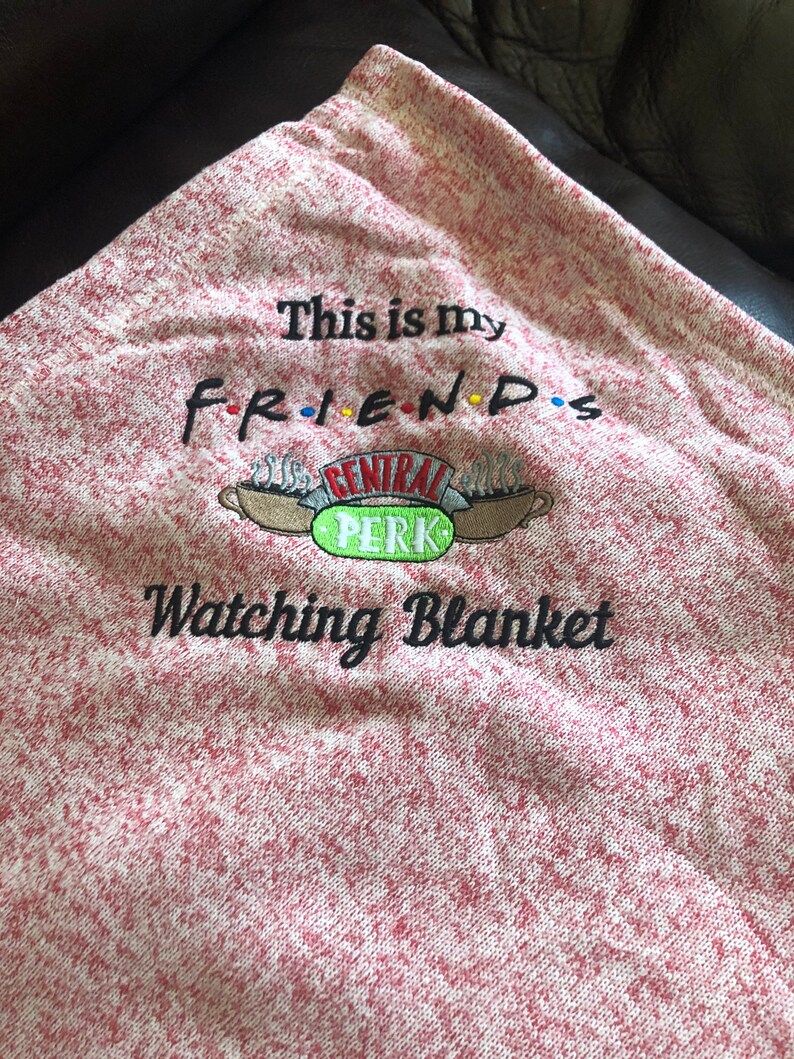 This is my
F·R·I·E·N·D·S
CENTRAL
·PERK·
Watching Blanket